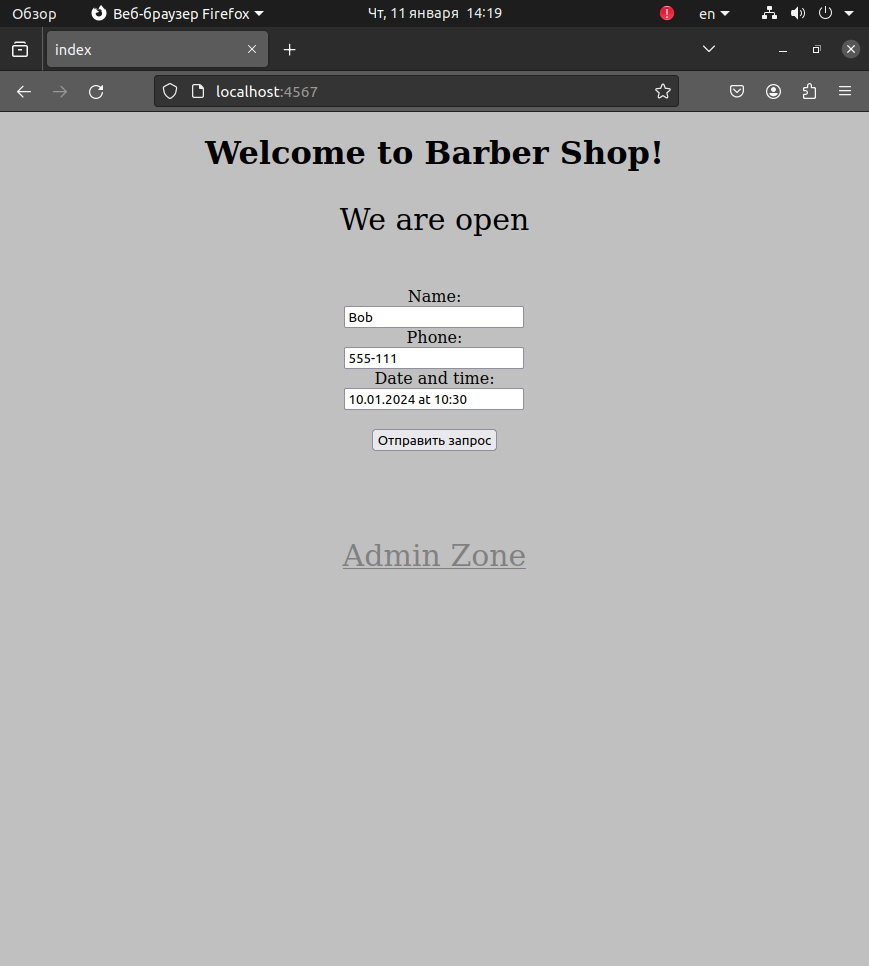 Обзор Веб-браузер Firefox Чт, 11 января 14:19 en
index
localhost:4567
Welcome to Barber Shop!
We are open
Name:
Bob
Phone:
555-111
Date and time:
10.01.2024 at 10:30
Отправить запрос
Admin Zone